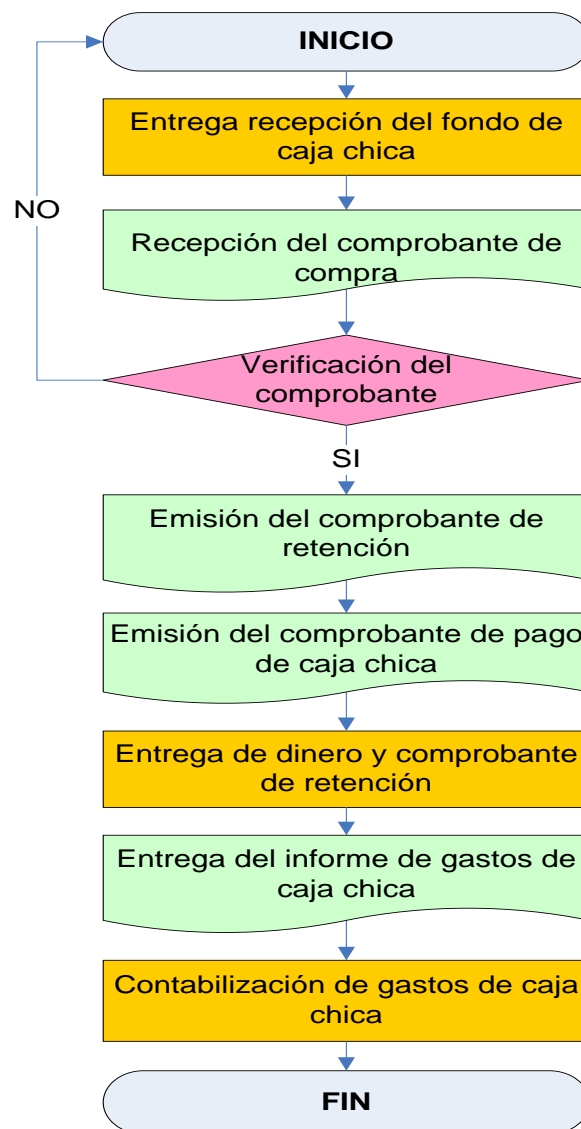 INICIO
Entrega recepción del fondo de
caja chica
NO
Recepción del comprobante de
compra
Verificación del
comprobante
SI
Emisión del comprobante de
retención
Emisión del comprobante de pago
de caja chica
Entrega de dinero y comprobante
de retención
Entrega del informe de gastos de
caja chica
Contabilización de gastos de caja
chica
FIN